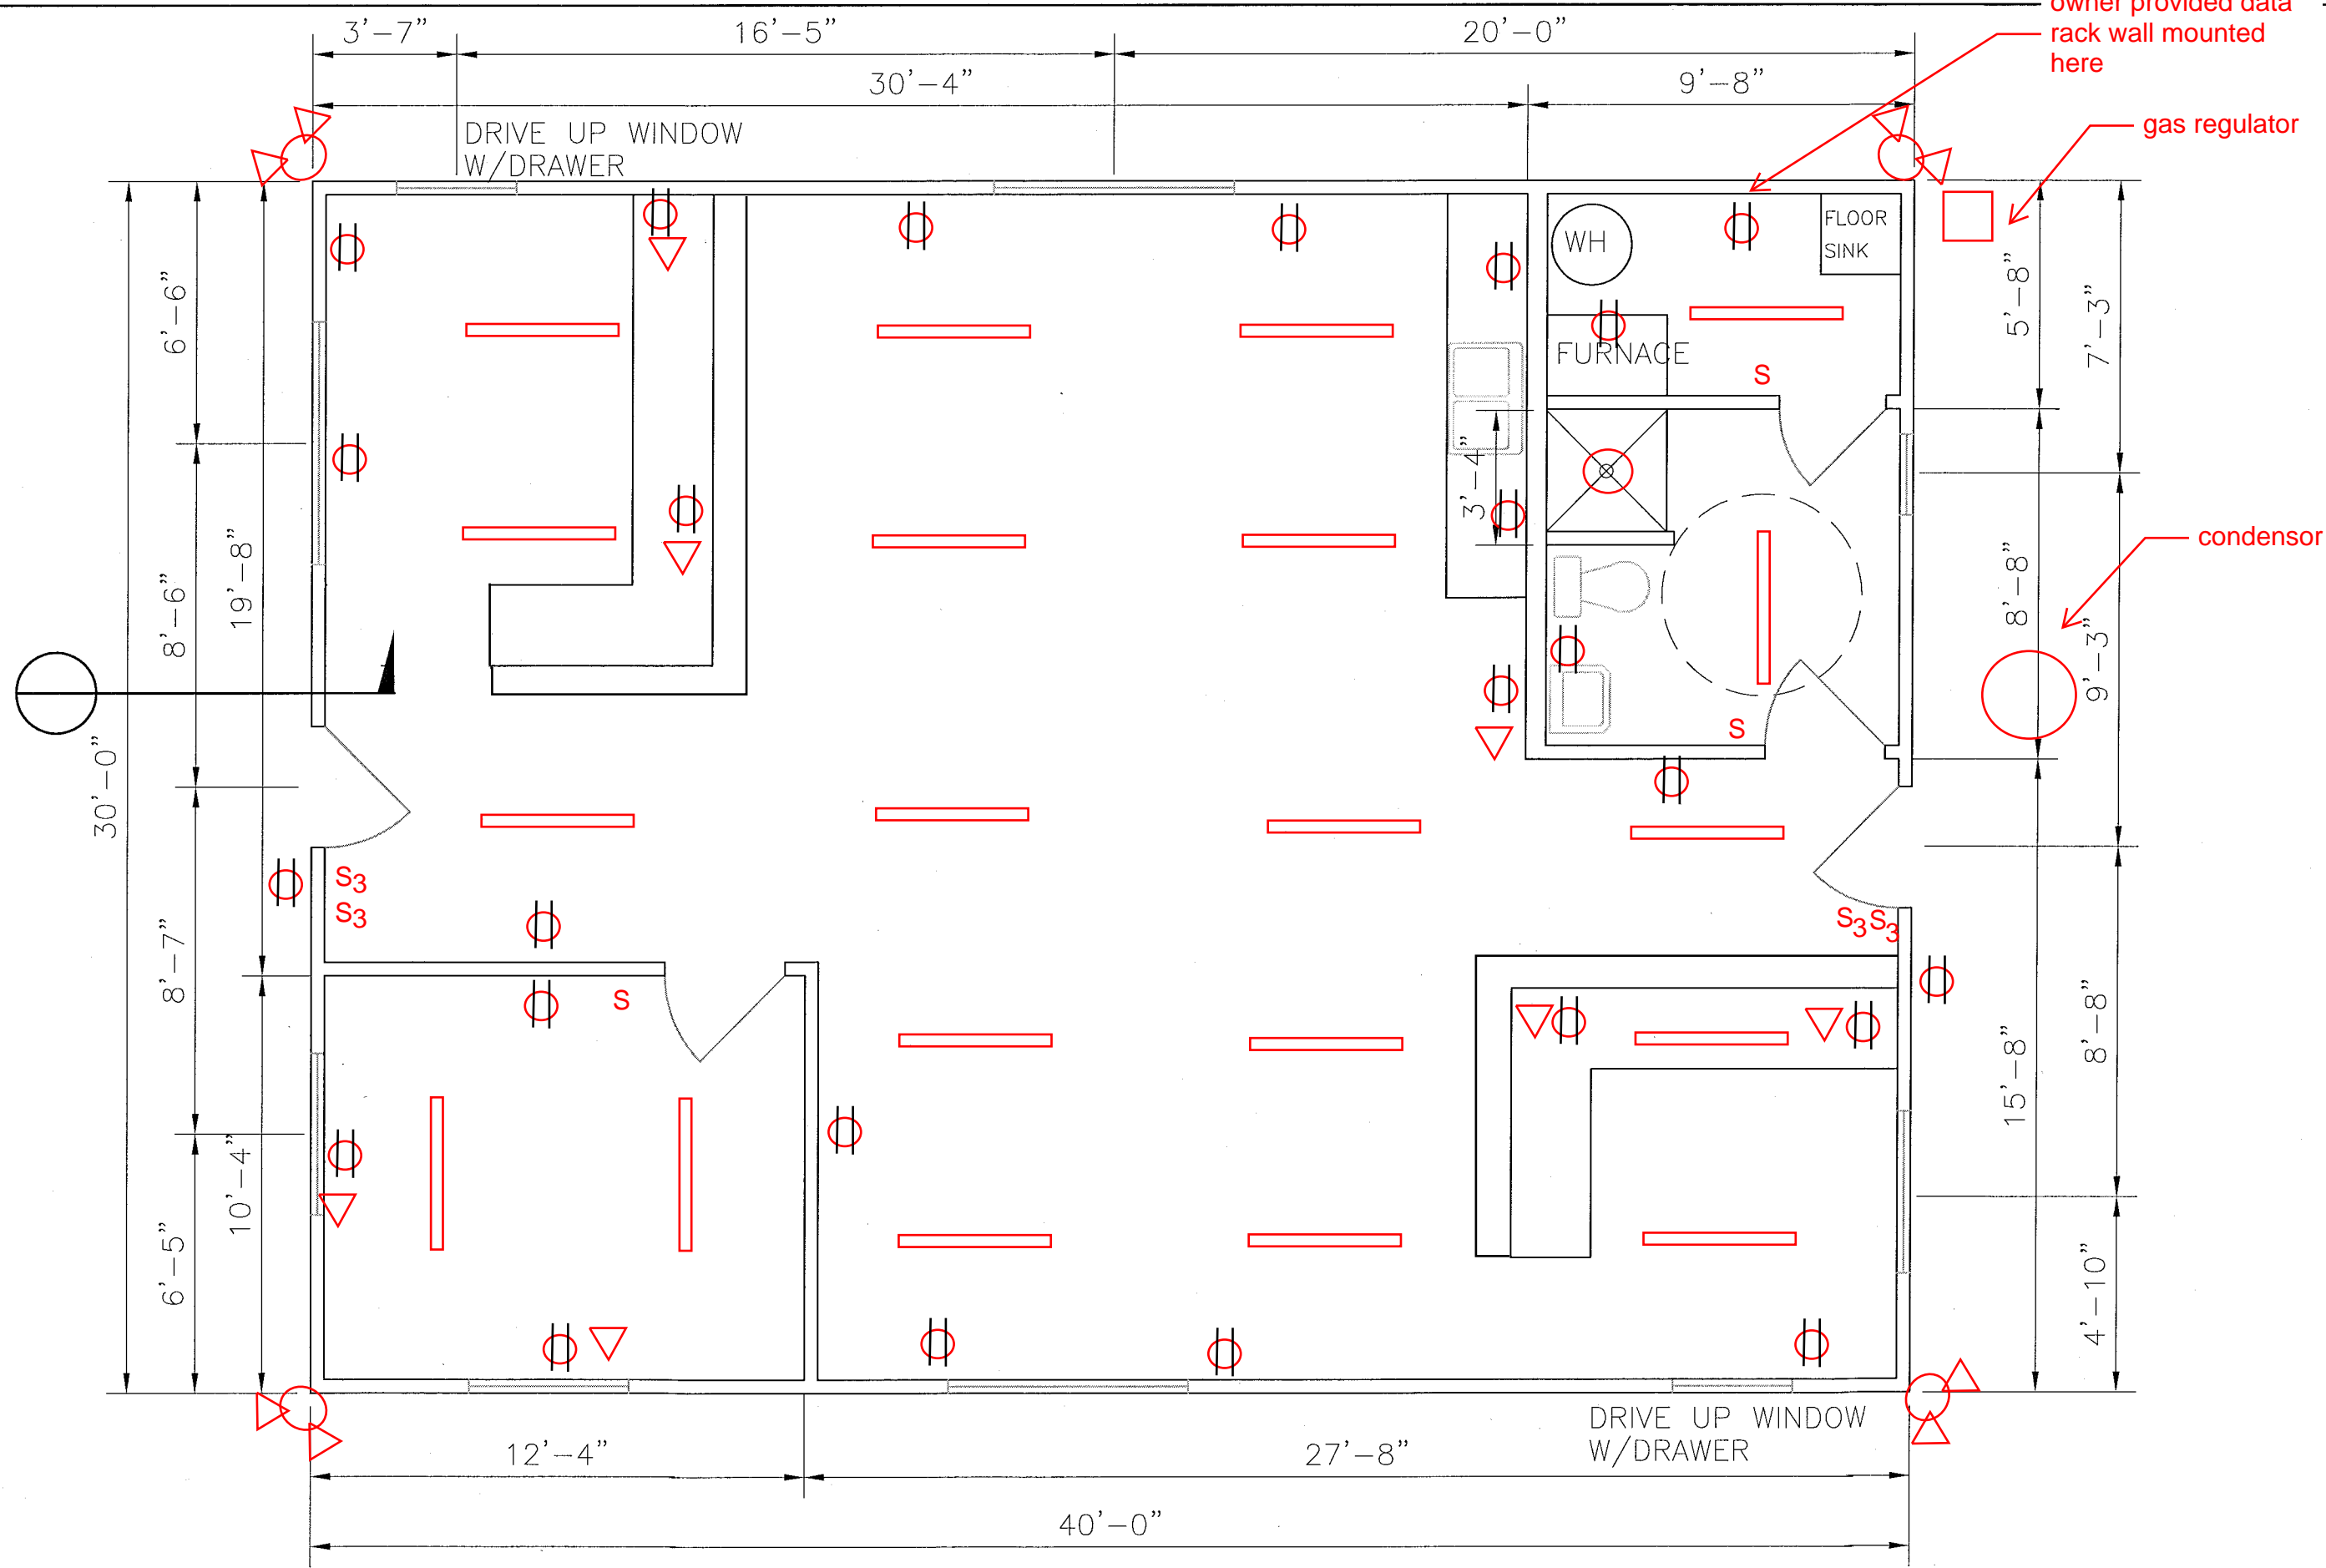 owner provided data
rack wall mounted
here
3'-7"
16'-5"
20'-0"
30'-4"
9'-8"
gas regulator
DRIVE UP WINDOW
W/DRAWER
FLOOR
SINK
WH
FURNACE
S
6'-6"
5'-8"
7'-3"
3'-4"
8'-6"
19'-8"
8'-8"
condensor
9'-3"
S
30'-0"
S3
S3
S3S3
S
8'-7"
10'-4"
6'-5"
15'-8"
8'-8"
4'-10"
DRIVE UP WINDOW
W/DRAWER
12'-4"
27'-8"
40'-0"